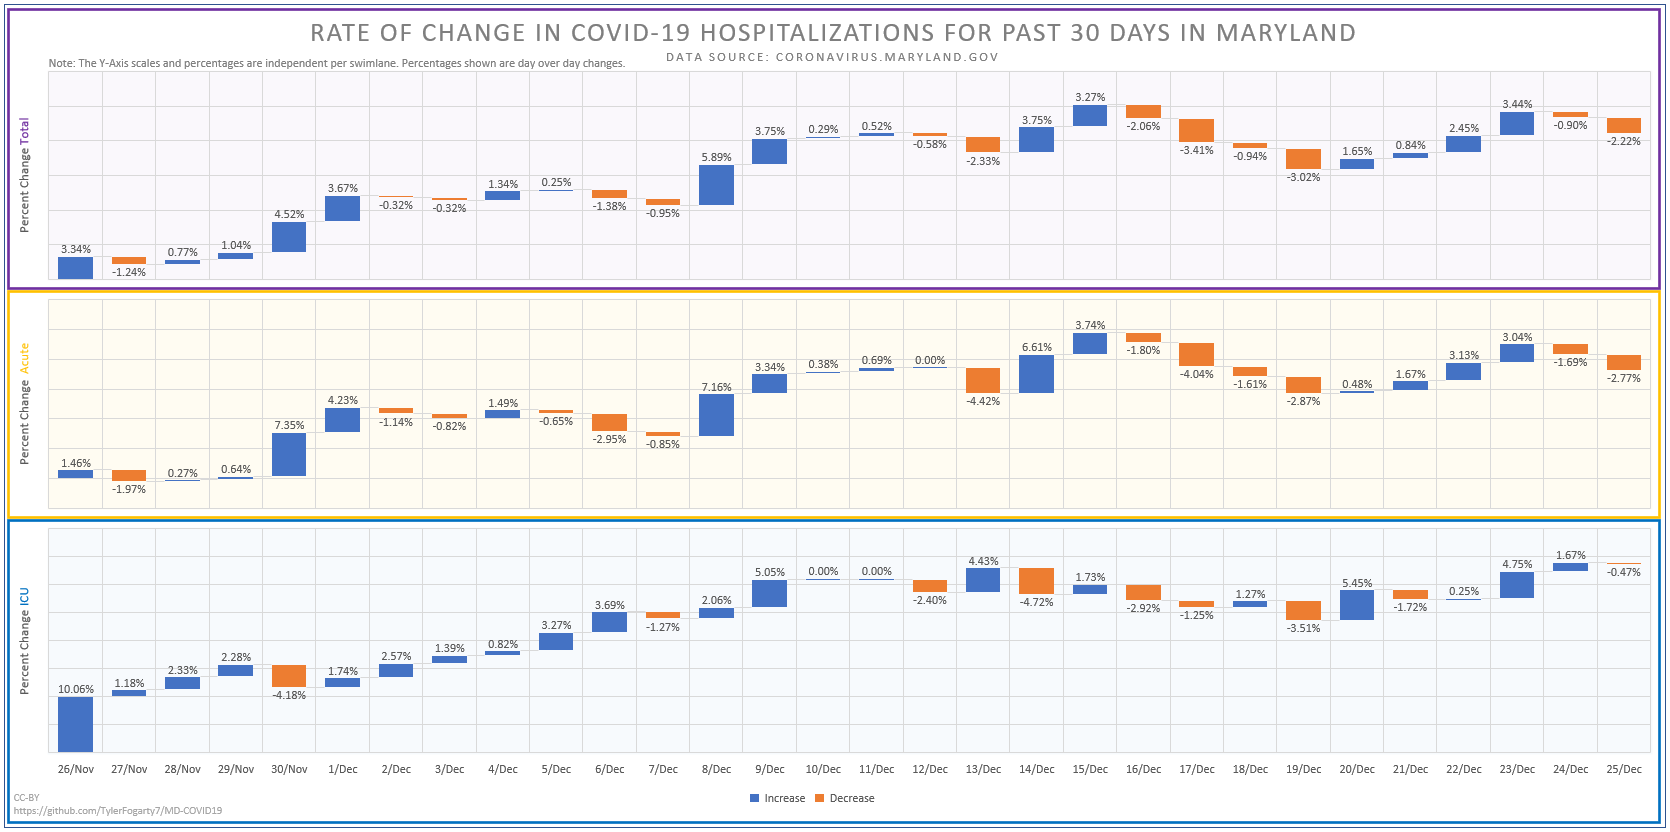 RATE OF CHANGE IN COVID-19 HOSPITALIZATIONS FOR PAST 30 DAYS IN MARYLAND
DATA SOURCE: CORONAVIRUS.MARYLAND.GOV
Note: The Y-Axis scales and percentages are independent per swimlane. Percentages shown are day over day changes.
Percent Change Total
3.34% -1.24% 0.77% 1.04% 4.52% 3.67% -0.32% -0.32% 1.34% 0.25% -1.38% -0.95% 5.89% 3.75% 0.29% 0.52% -0.58% -2.33% 3.75% 3.27% -2.06% -3.41% -0.94% -3.02% 1.65% 0.84% 2.45% 3.44% -0.90% -2.22%
Percent Change Acute
1.46% -1.97% 0.27% 0.64% 7.35% 4.23% -1.14% -0.82% 1.49% -0.65% -2.95% -0.85% 7.16% 3.34% 0.38% 0.69% 0.00% -4.42% 6.61% 3.74% -1.80% -4.04% -1.61% -2.87% 0.48% 1.67% 3.13% 3.04% -1.69% -2.77%
Percent Change ICU
10.06% 1.18% 2.33% 2.28% -4.18% 1.74% 2.57% 1.39% 0.82% 3.27% 3.69% -1.27% 2.06% 5.05% 0.00% 0.00% -2.40% 4.43% -4.72% 1.73% -2.92% -1.25% 1.27% -3.51% 5.45% -1.72% 0.25% 4.75% 1.67% -0.47%
26/Nov 27/Nov 28/Nov 29/Nov 30/Nov 1/Dec 2/Dec 3/Dec 4/Dec 5/Dec 6/Dec 7/Dec 8/Dec 9/Dec 10/Dec 11/Dec 12/Dec 13/Dec 14/Dec 15/Dec 16/Dec 17/Dec 18/Dec 19/Dec 20/Dec 21/Dec 22/Dec 23/Dec 24/Dec 25/Dec
Increase Decrease
CC-BY
https://github.com/TylerFogarty7/MD-COVID19